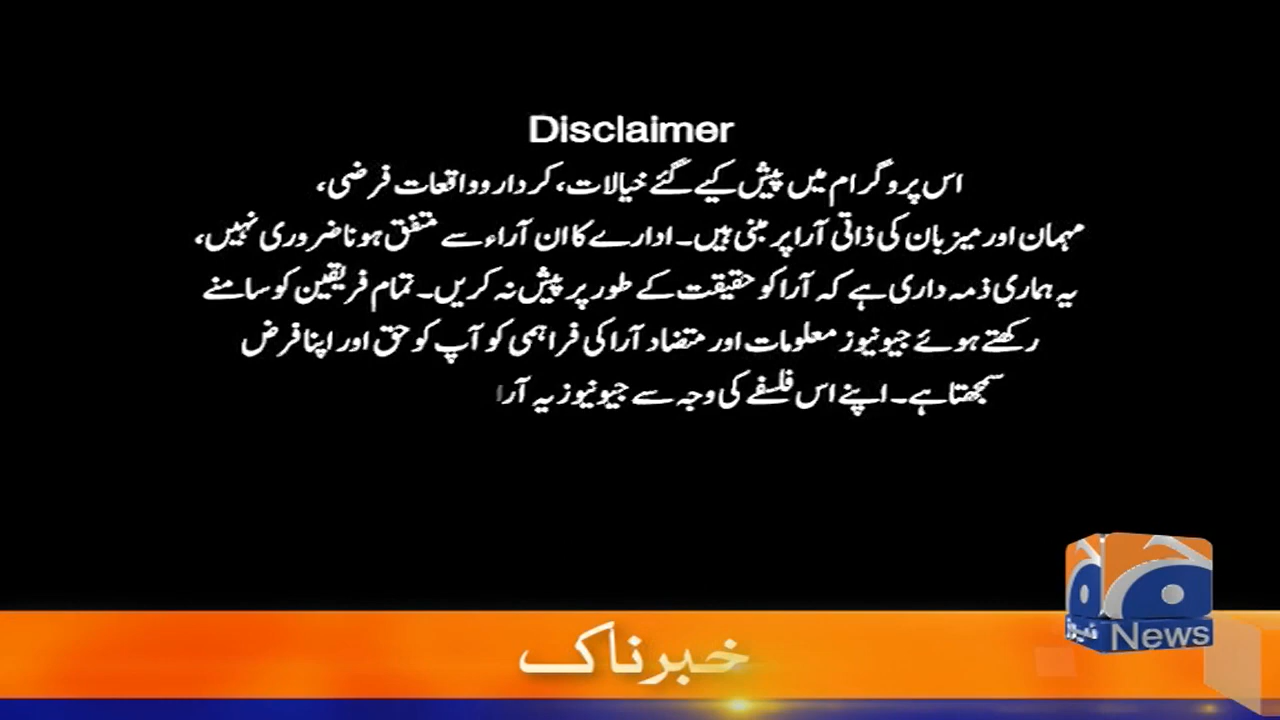 Disclaimer
اس پروگرام میں پیش کیے گئے خیالات، کردار وواقعات فرضی،
مہمان اور میزبان کی ذاتی آرا پر مبنی ہیں۔ ادارے کا ان آراء سے متفق ہونا ضروری نہیں،
یہ ہماری ذمہ داری ہے کہ آرا کو حقیقت کے طور پر پیش نہ کریں۔ تمام فریقین کو سامنے
رکھتے ہوئے جیو نیوز معلومات اور متضاد آرا کی فراہمی کو آپ کو حق اور اپنا فرض
سمجھتا ہے۔ اپنے اس فلسفے کی وجہ سے جیو نیوز یہ آرا
News
خبرناک